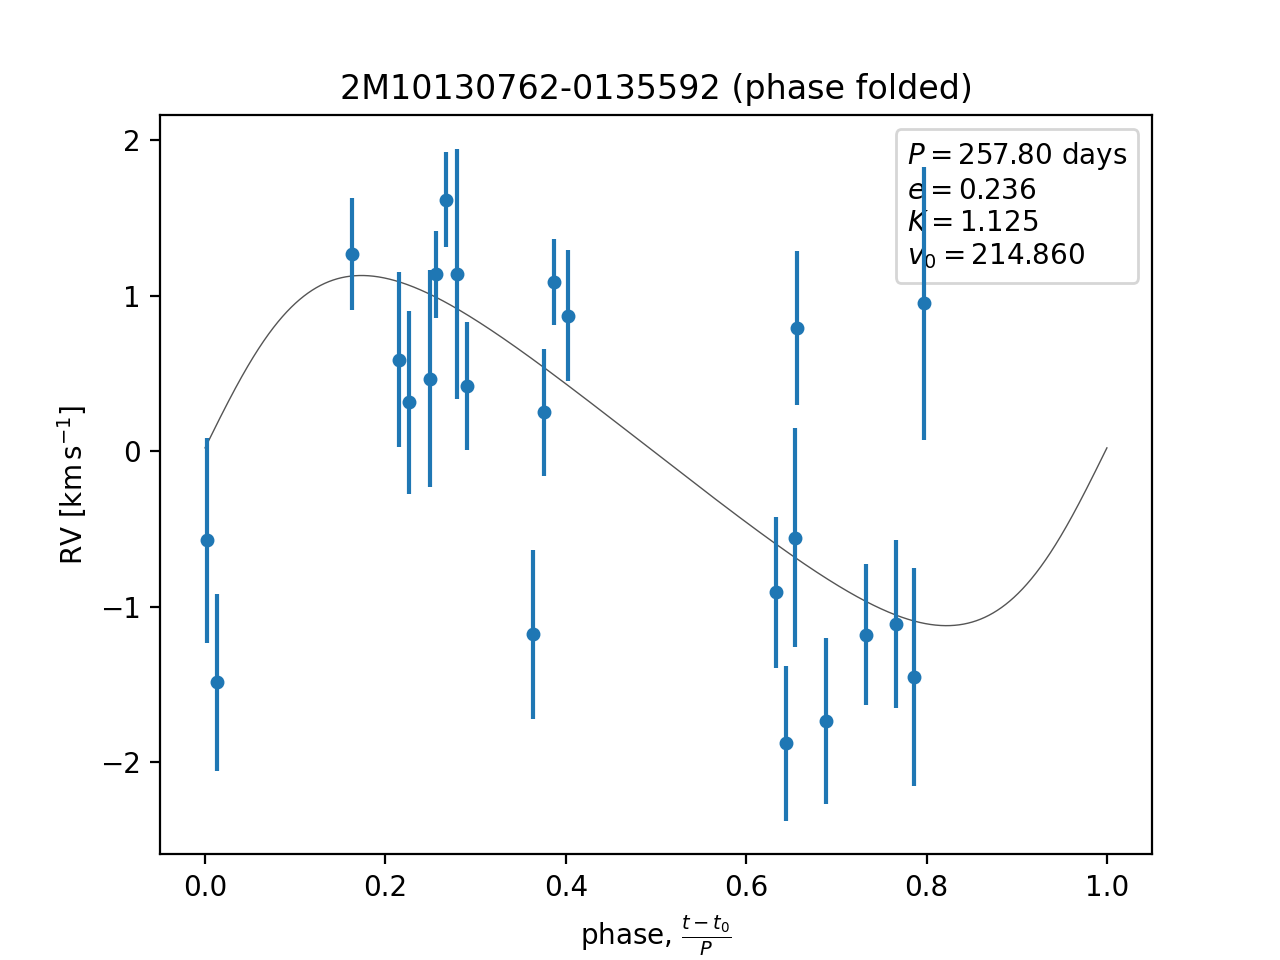 2M10130762-0135592 (phase folded)
P = 257.80 days
e = 0.236
K = 1.125
v₀ = 214.860
RV [km s⁻¹]
2
1
0
−1
−2
0.0 0.2 0.4 0.6 0.8 1.0
phase, (t − t₀)/P